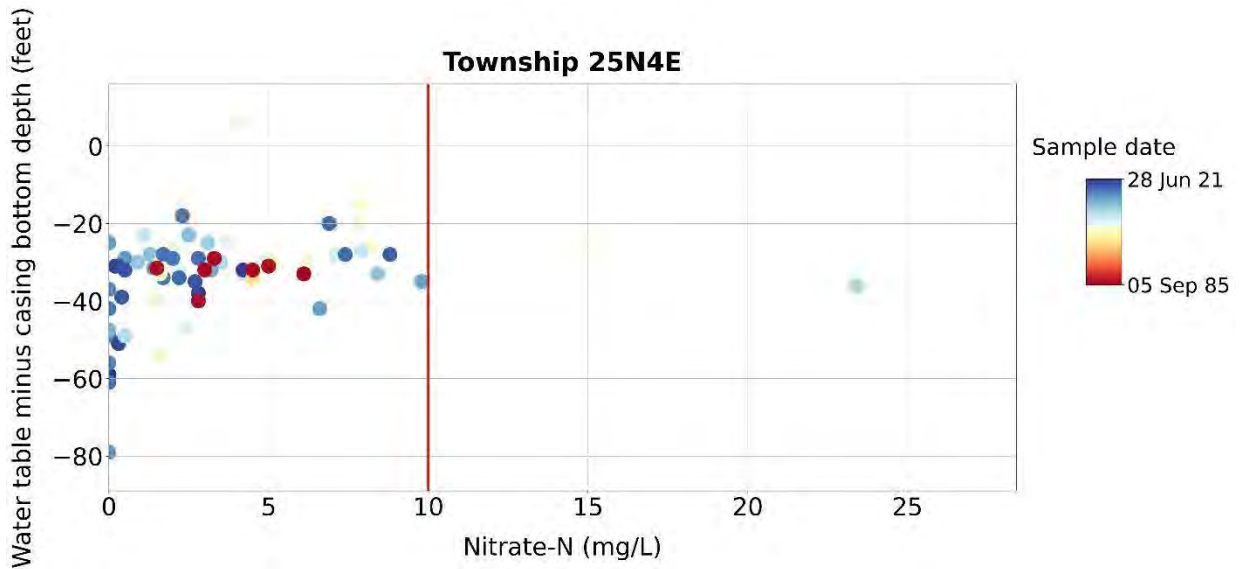 Township 25N4E
Water table minus casing bottom depth (feet)
0
−20
−40
−60
−80
0 5 10 15 20 25
Nitrate-N (mg/L)
Sample date
28 Jun 21
05 Sep 85